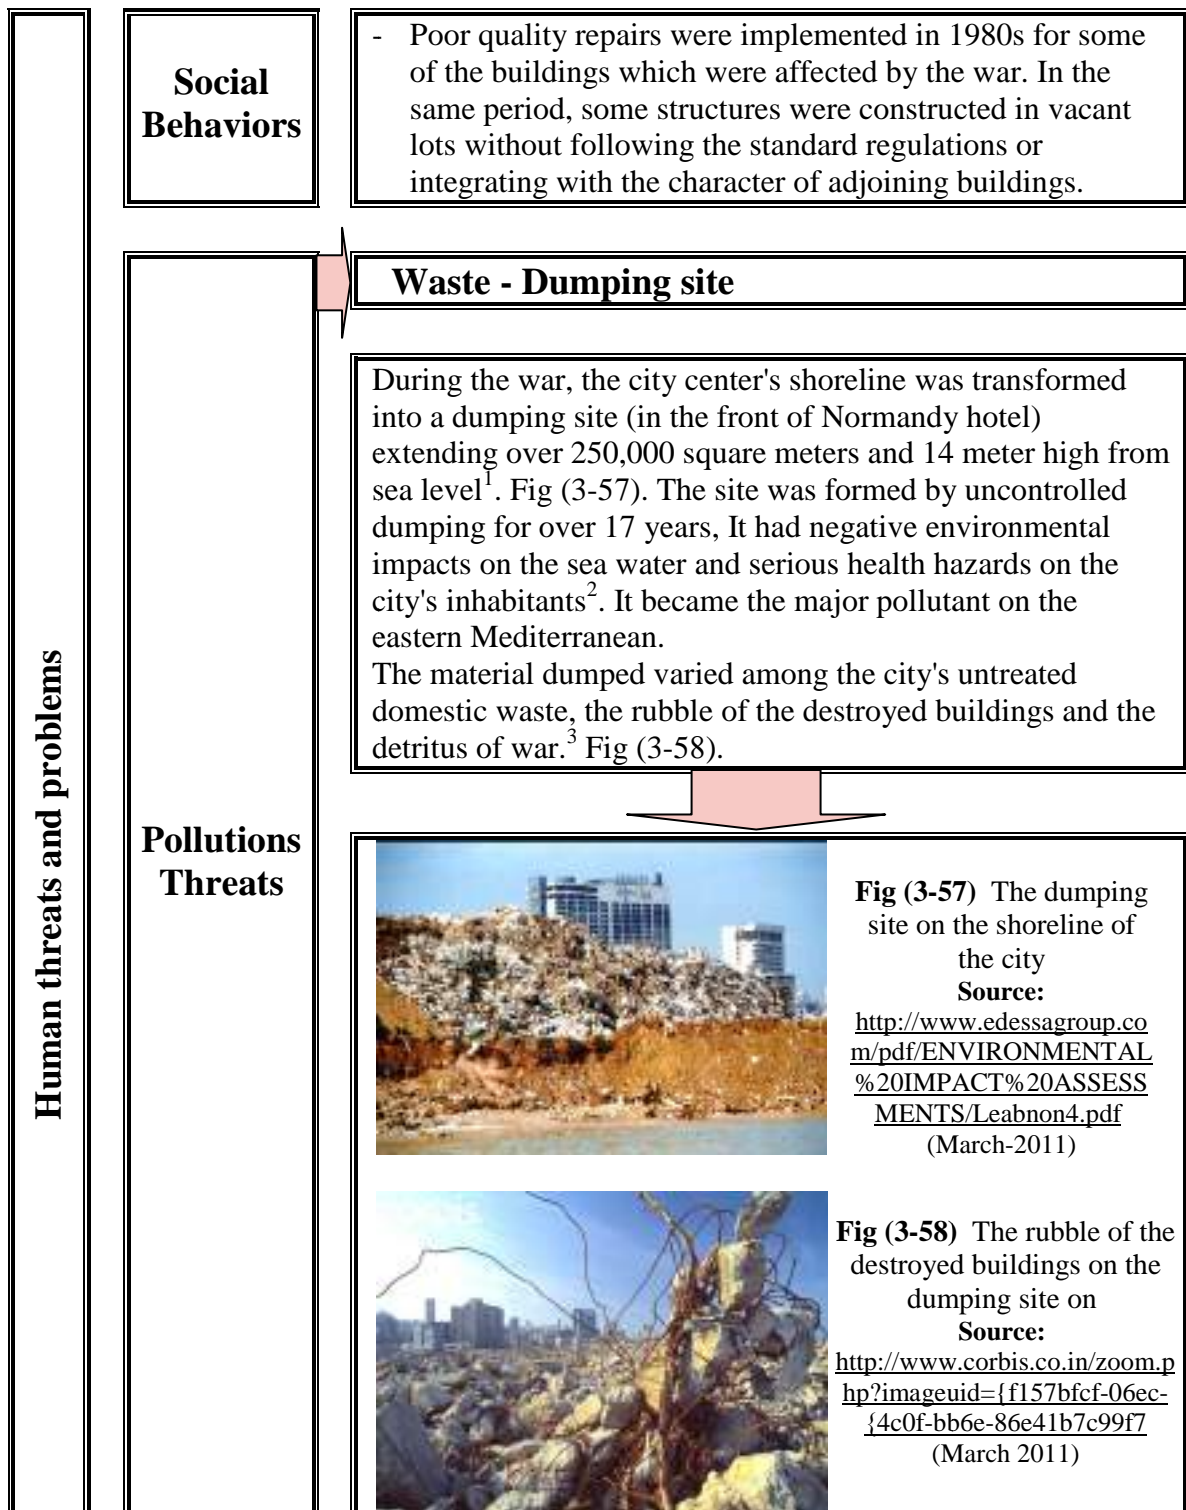 Human threats and problems
Social
Behaviors
- Poor quality repairs were implemented in 1980s for some
of the buildings which were affected by the war. In the
same period, some structures were constructed in vacant
lots without following the standard regulations or
integrating with the character of adjoining buildings.
Pollutions
Threats
Waste - Dumping site
During the war, the city center's shoreline was transformed
into a dumping site (in the front of Normandy hotel)
extending over 250,000 square meters and 14 meter high from
sea level1. Fig (3-57). The site was formed by uncontrolled
dumping for over 17 years, It had negative environmental
impacts on the sea water and serious health hazards on the
city's inhabitants2. It became the major pollutant on the
eastern Mediterranean.
The material dumped varied among the city's untreated
domestic waste, the rubble of the destroyed buildings and the
detritus of war.3 Fig (3-58).
Fig (3-57) The dumping
site on the shoreline of
the city
Source:
http://www.edessagroup.co
m/pdf/ENVIRONMENTAL
%20IMPACT%20ASSESS
MENTS/Leabnon4.pdf
(March-2011)
Fig (3-58) The rubble of the
destroyed buildings on the
dumping site on
Source:
http://www.corbis.co.in/zoom.p
hp?imageuid={f157bfcf-06ec-
{4c0f-bb6e-86e41b7c99f7
(March 2011)